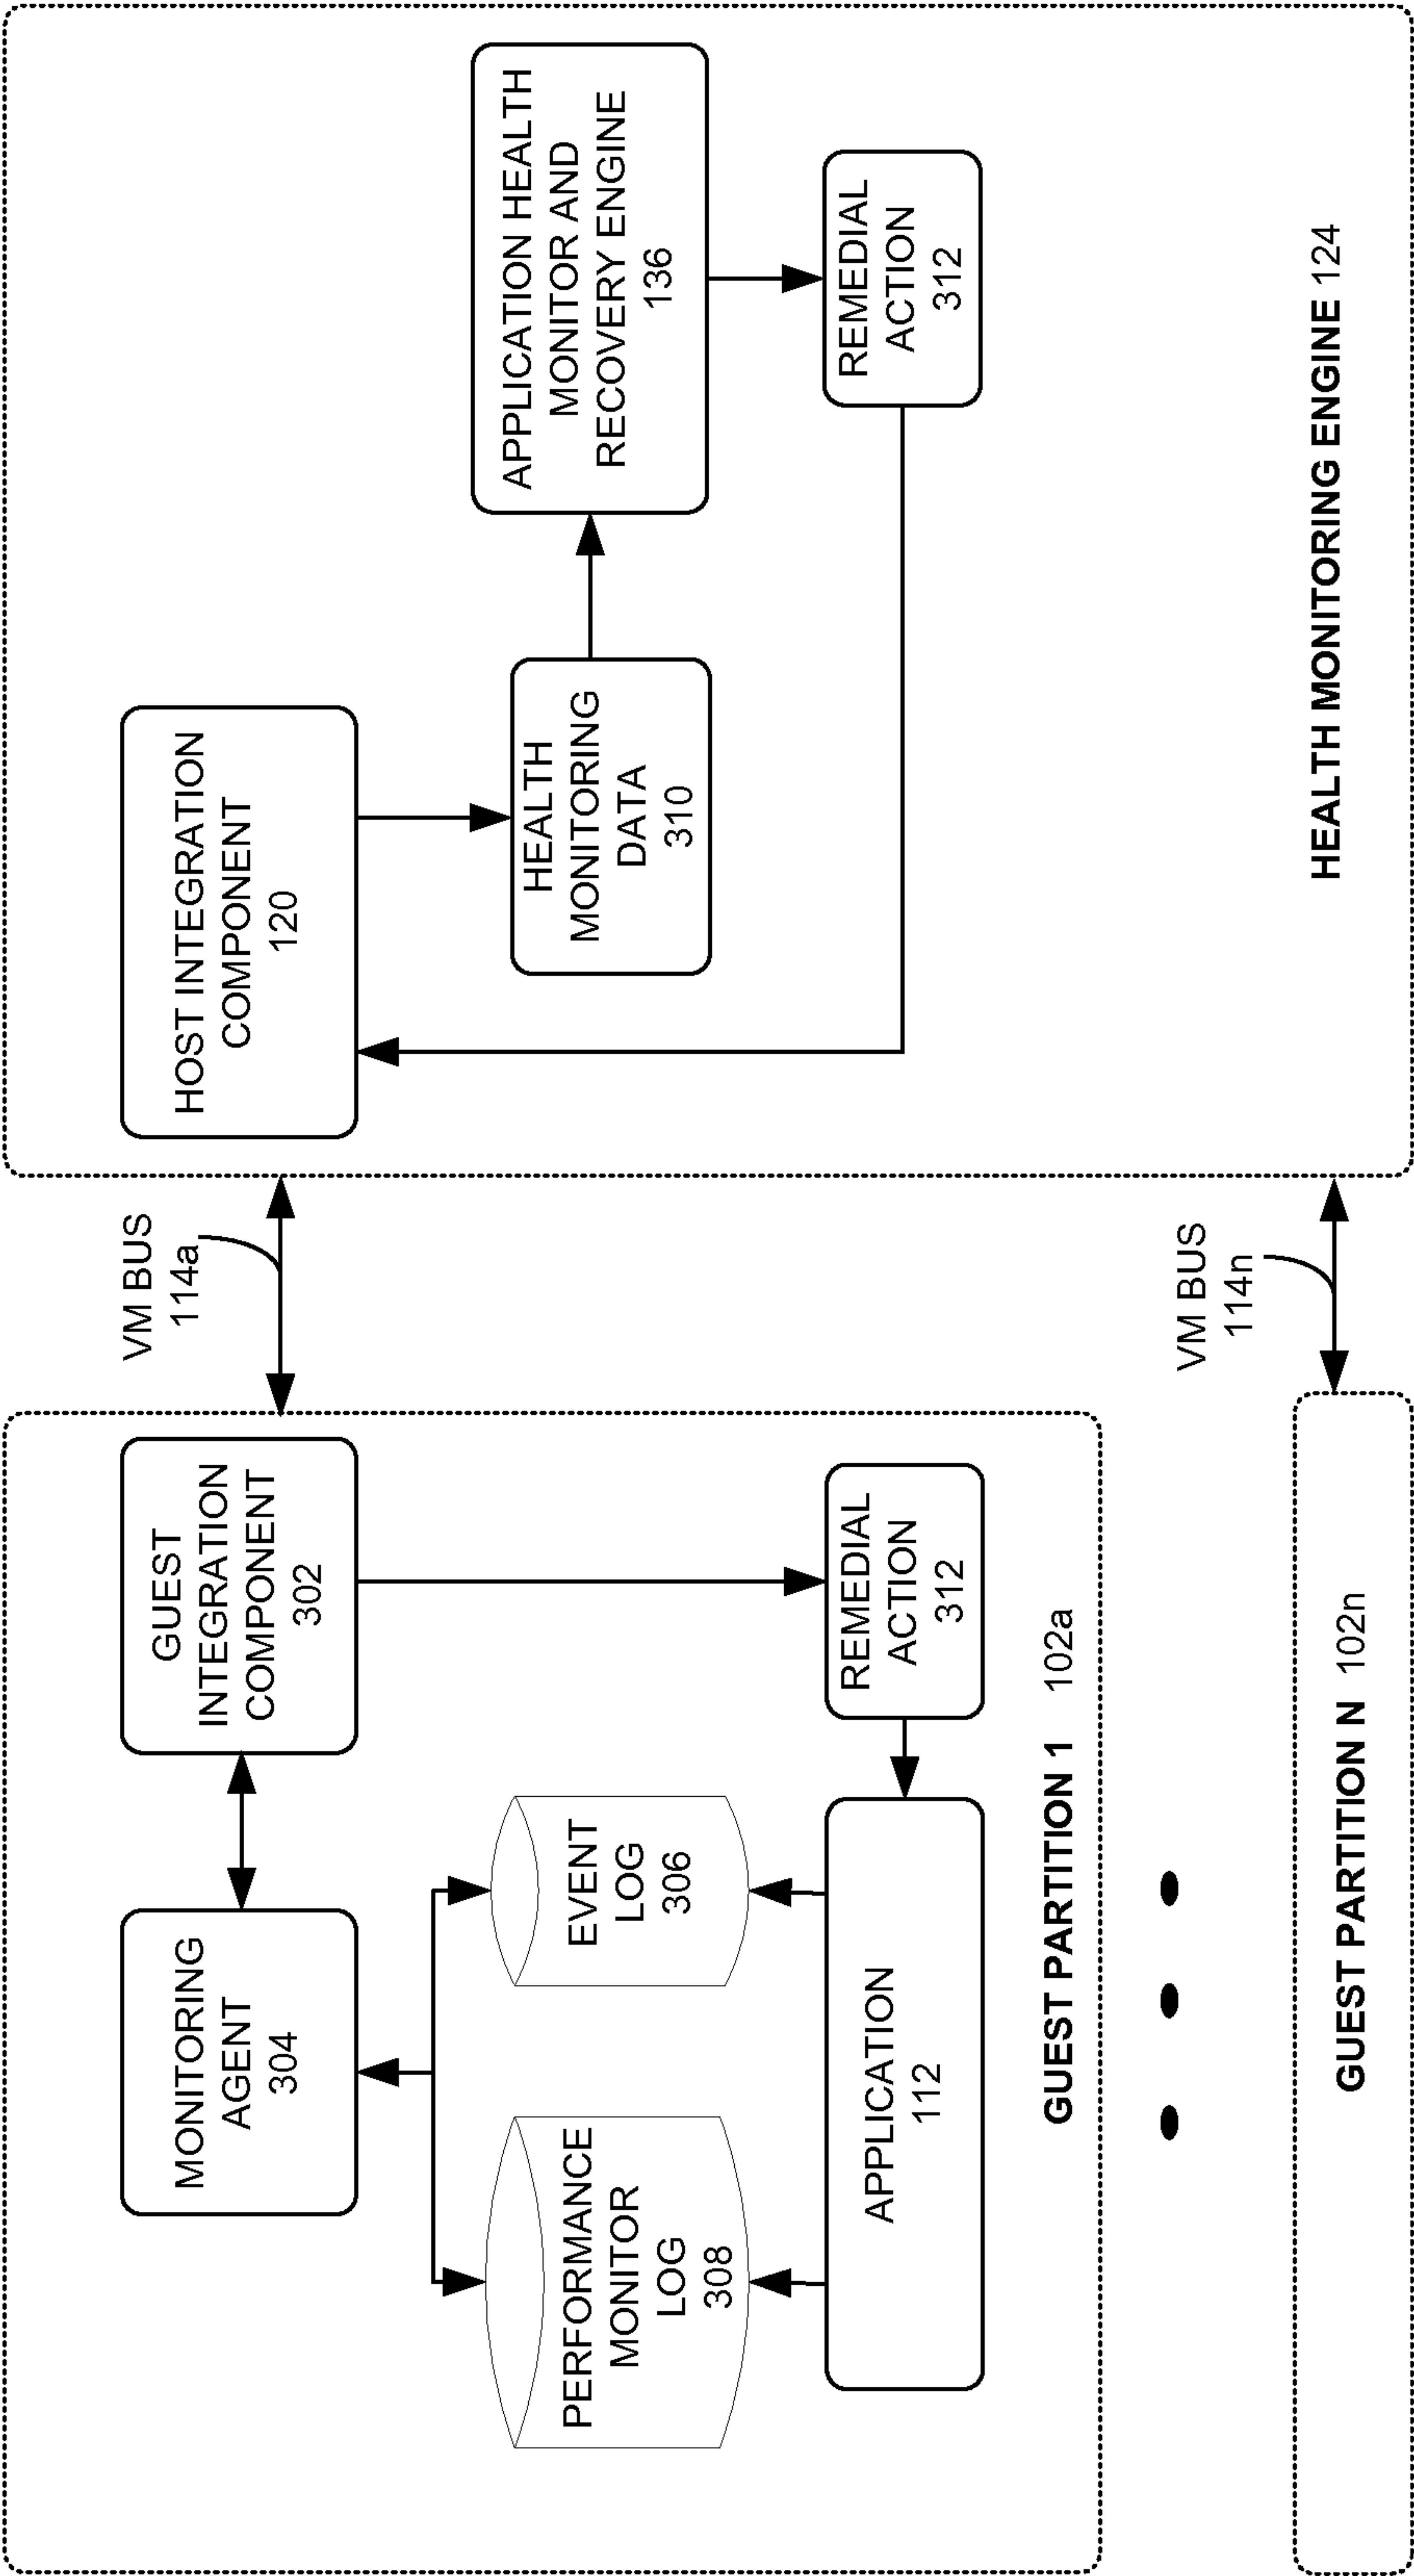 MONITORING
AGENT
304
GUEST
INTEGRATION
COMPONENT
302
VM BUS
114a
HOST INTEGRATION
COMPONENT
120
PERFORMANCE
MONITOR
LOG
308
EVENT
LOG
306
HEALTH
MONITORING
DATA
310
APPLICATION HEALTH
MONITOR AND
RECOVERY ENGINE
136
APPLICATION
112
REMEDIAL
ACTION
312
REMEDIAL
ACTION
312
GUEST PARTITION 1 102a
VM BUS
114n
GUEST PARTITION N 102n
HEALTH MONITORING ENGINE 124